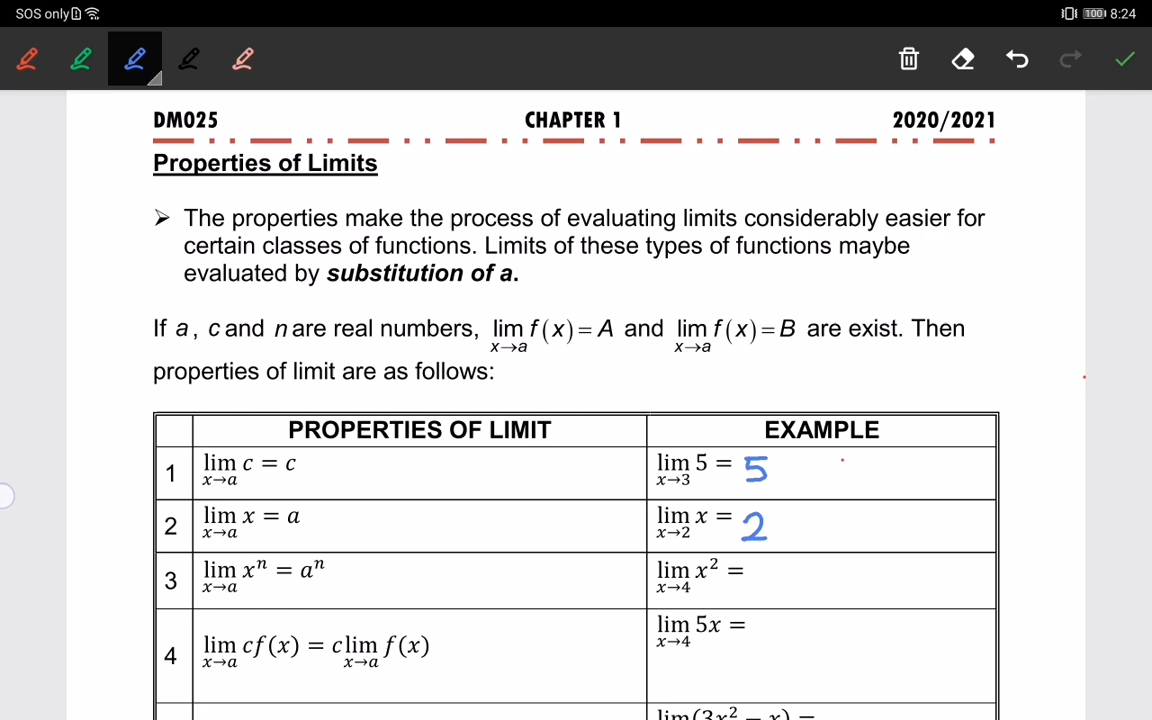 SOS only 100 8:24
DM025 CHAPTER 1 2020/2021
Properties of Limits
➢ The properties make the process of evaluating limits considerably easier for
certain classes of functions. Limits of these types of functions maybe
evaluated by substitution of a.
If a, c and n are real numbers, lim f(x) = A and lim f(x) = B are exist. Then
x→a x→a
properties of limit are as follows:
PROPERTIES OF LIMIT EXAMPLE
1 lim c = c lim 5 = 5
x→a x→3
2 lim x = a lim x = 2
x→a x→2
3 lim xⁿ = aⁿ lim x² =
x→a x→4
4 lim cf(x) = c lim f(x) lim 5x =
x→a x→a x→4
lim(3x² − x) =